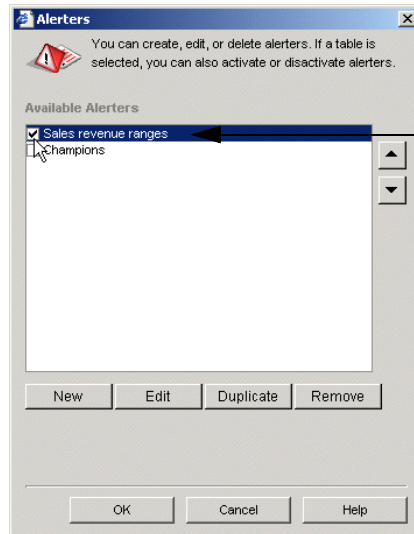 Alerters
You can create, edit, or delete alerters. If a table is
selected, you can also activate or disactivate alerters.
Available Alerters
Sales revenue ranges
Champions
New Edit Duplicate Remove
OK Cancel Help